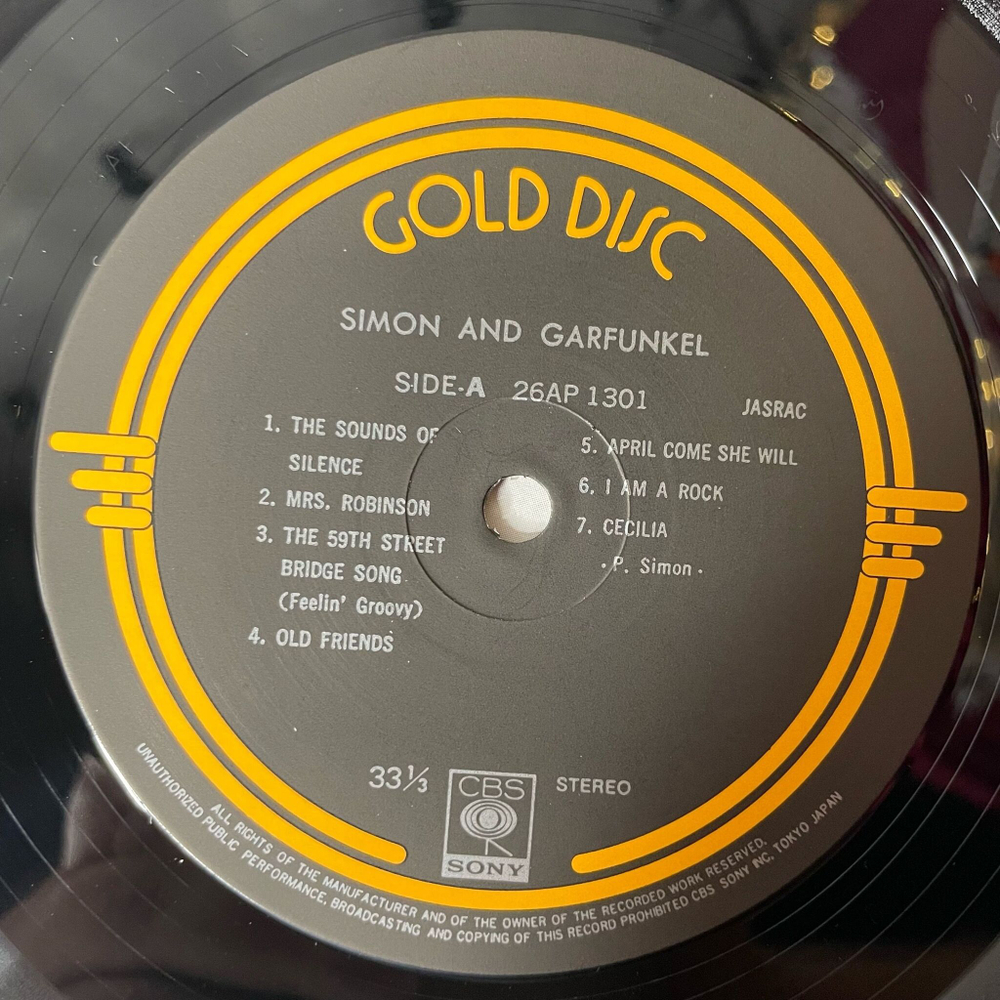 GOLD DISC
SIMON AND GARFUNKEL
SIDE-A 26AP 1301
JASRAC
1. THE SOUNDS OF
SILENCE
2. MRS. ROBINSON
3. THE 59TH STREET
BRIDGE SONG
(Feelin' Groovy)
4. OLD FRIENDS
5. APRIL COME SHE WILL
6. I AM A ROCK
7. CECILIA
・P. Simon・
33⅓
CBS
SONY
STEREO
ALL RIGHTS OF THE MANUFACTURER AND OF THE OWNER OF THE RECORDED WORK RESERVED.
UNAUTHORIZED PUBLIC PERFORMANCE, BROADCASTING AND COPYING OF THIS RECORD PROHIBITED CBS SONY INC. TOKYO JAPAN